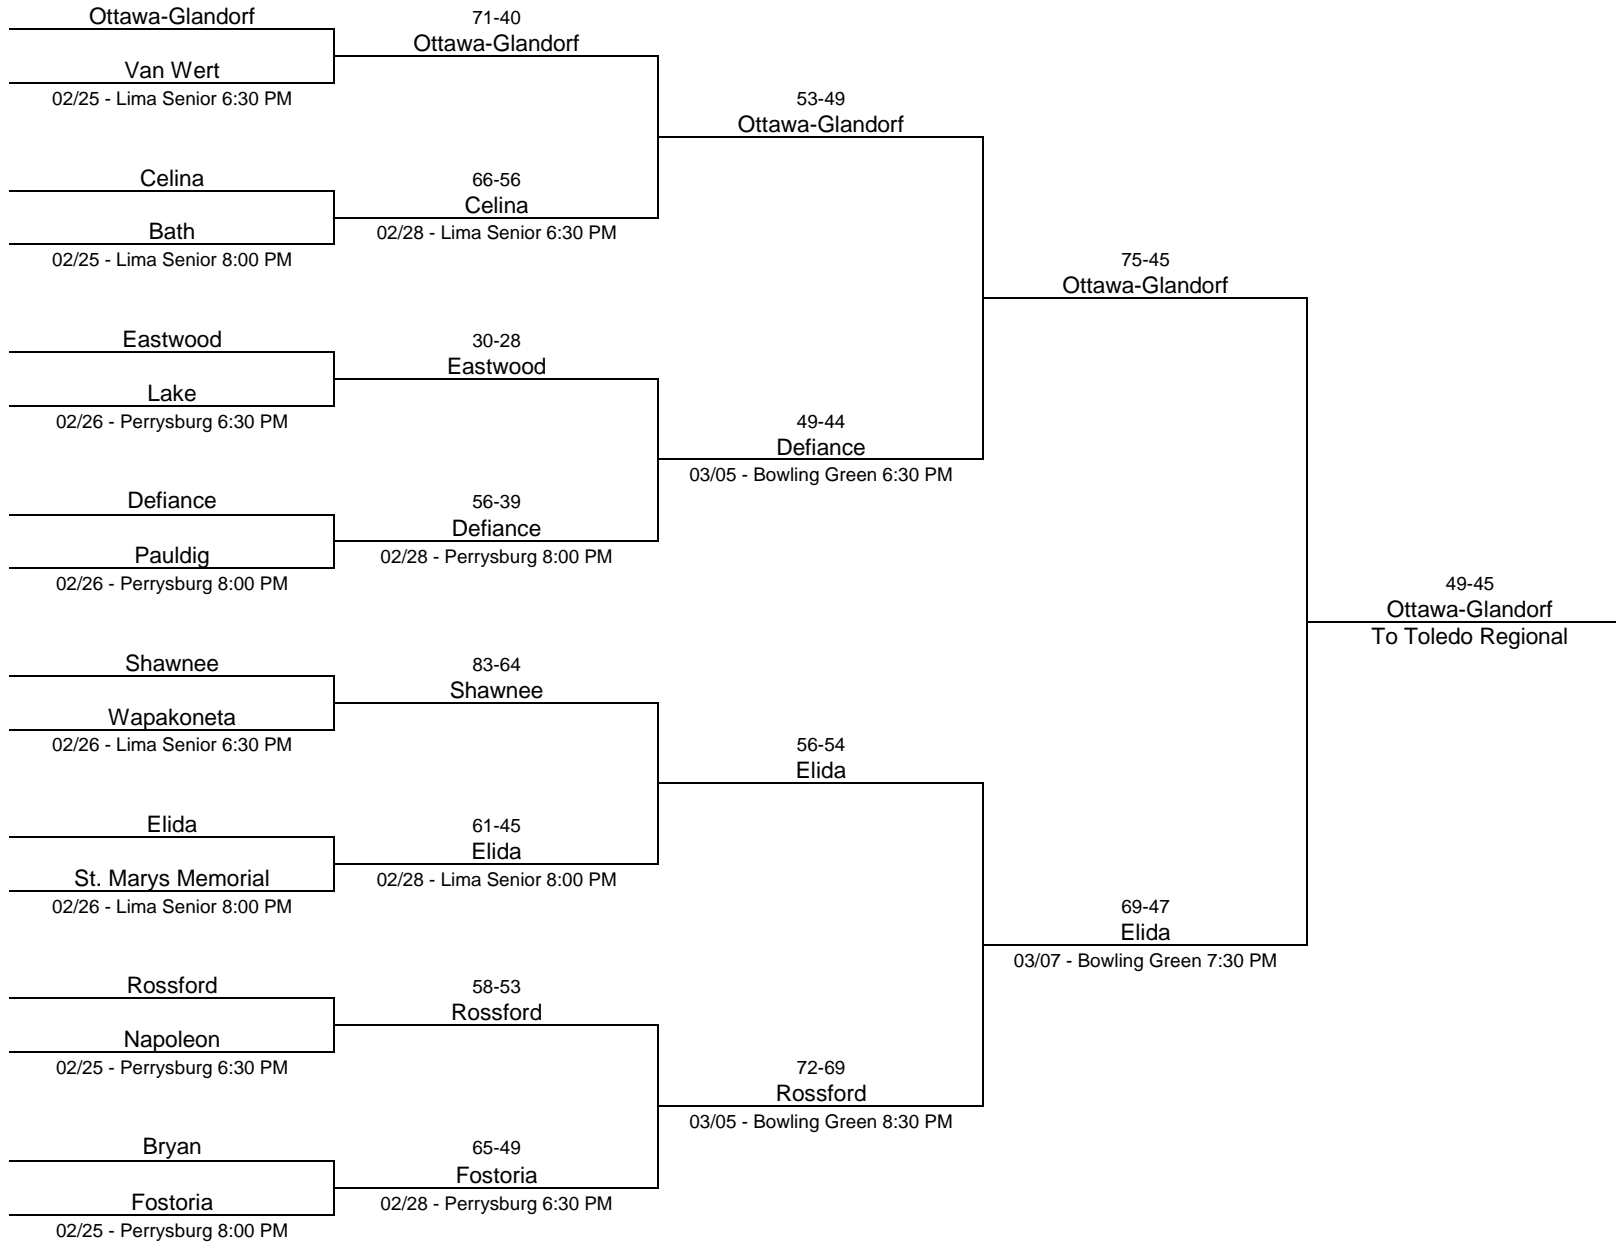 Ottawa-Glandorf
Van Wert
02/25 - Lima Senior 6:30 PM
Celina
Bath
02/25 - Lima Senior 8:00 PM
Eastwood
Lake
02/26 - Perrysburg 6:30 PM
Defiance
Pauldig
02/26 - Perrysburg 8:00 PM
Shawnee
Wapakoneta
02/26 - Lima Senior 6:30 PM
Elida
St. Marys Memorial
02/26 - Lima Senior 8:00 PM
Rossford
Napoleon
02/25 - Perrysburg 6:30 PM
Bryan
Fostoria
02/25 - Perrysburg 8:00 PM
71-40
Ottawa-Glandorf
66-56
Celina
02/28 - Lima Senior 6:30 PM
30-28
Eastwood
56-39
Defiance
02/28 - Perrysburg 8:00 PM
83-64
Shawnee
61-45
Elida
02/28 - Lima Senior 8:00 PM
58-53
Rossford
65-49
Fostoria
02/28 - Perrysburg 6:30 PM
53-49
Ottawa-Glandorf
49-44
Defiance
03/05 - Bowling Green 6:30 PM
56-54
Elida
72-69
Rossford
03/05 - Bowling Green 8:30 PM
75-45
Ottawa-Glandorf
69-47
Elida
03/07 - Bowling Green 7:30 PM
49-45
Ottawa-Glandorf
To Toledo Regional